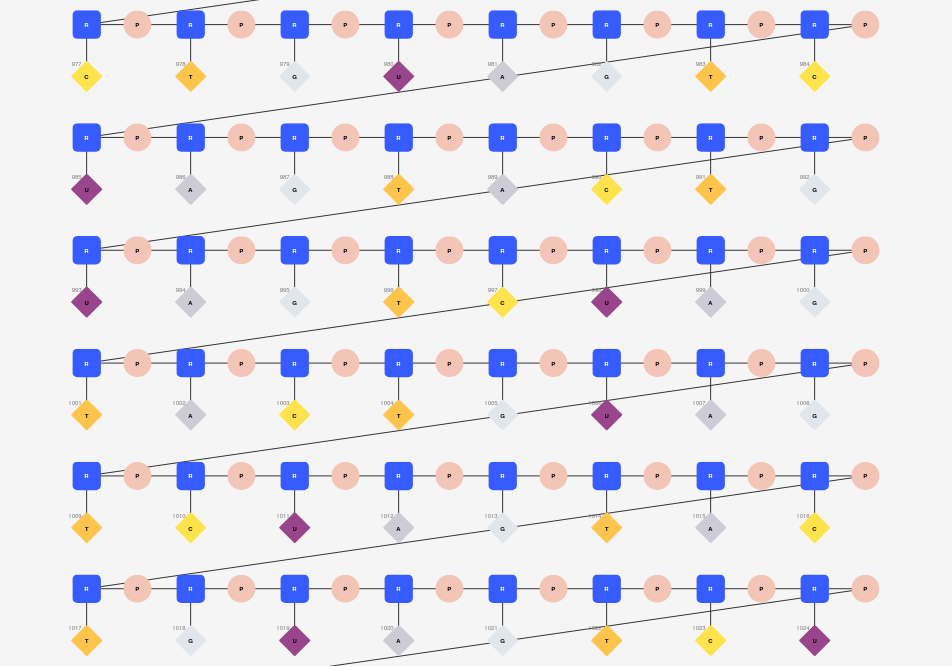 R P R P R P R P R P R P R P R P
977 978 979 980 981 982 983 984
C T G U A G T C
R P R P R P R P R P R P R P R P
985 986 987 988 989 990 991 992
U A G T A C T G
R P R P R P R P R P R P R P R P
993 994 995 996 997 998 999 1000
U A G T C U A G
R P R P R P R P R P R P R P R P
1001 1002 1003 1004 1005 1006 1007 1008
T A C T G U A G
R P R P R P R P R P R P R P R P
1009 1010 1011 1012 1013 1014 1015 1016
T C U A G T A C
R P R P R P R P R P R P R P R P
1017 1018 1019 1020 1021 1022 1023 1024
T G U A G T C U